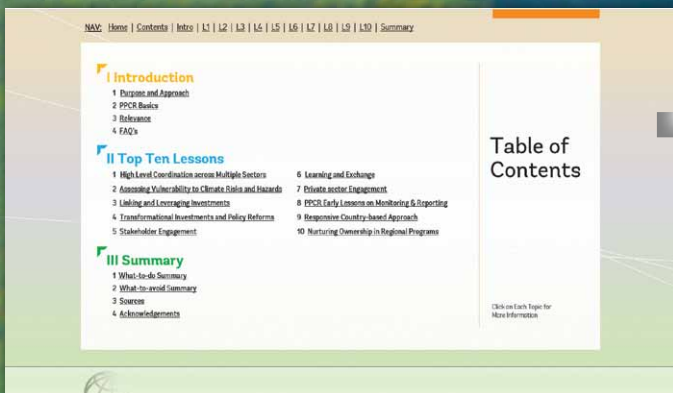 NAV: Home | Contents | Intro | L1 | L2 | L3 | L4 | L5 | L6 | L7 | L8 | L9 | L10 | Summary
I Introduction
1 Purpose and Approach
2 PPCR Basics
3 Relevance
4 FAQ's
II Top Ten Lessons
1 High Level Coordination across Multiple Sectors
2 Assessing Vulnerability to Climate Risks and Hazards
3 Linking and Leveraging Investments
4 Transformational Investments and Policy Reforms
5 Stakeholder Engagement
6 Learning and Exchange
7 Private sector Engagement
8 PPCR Early Lessons on Monitoring & Reporting
9 Responsive Country-based Approach
10 Nurturing Ownership in Regional Programs
III Summary
1 What-to-do Summary
2 What-to-avoid Summary
3 Sources
4 Acknowledgements
Table of
Contents
Click on Each Topic for
More Information